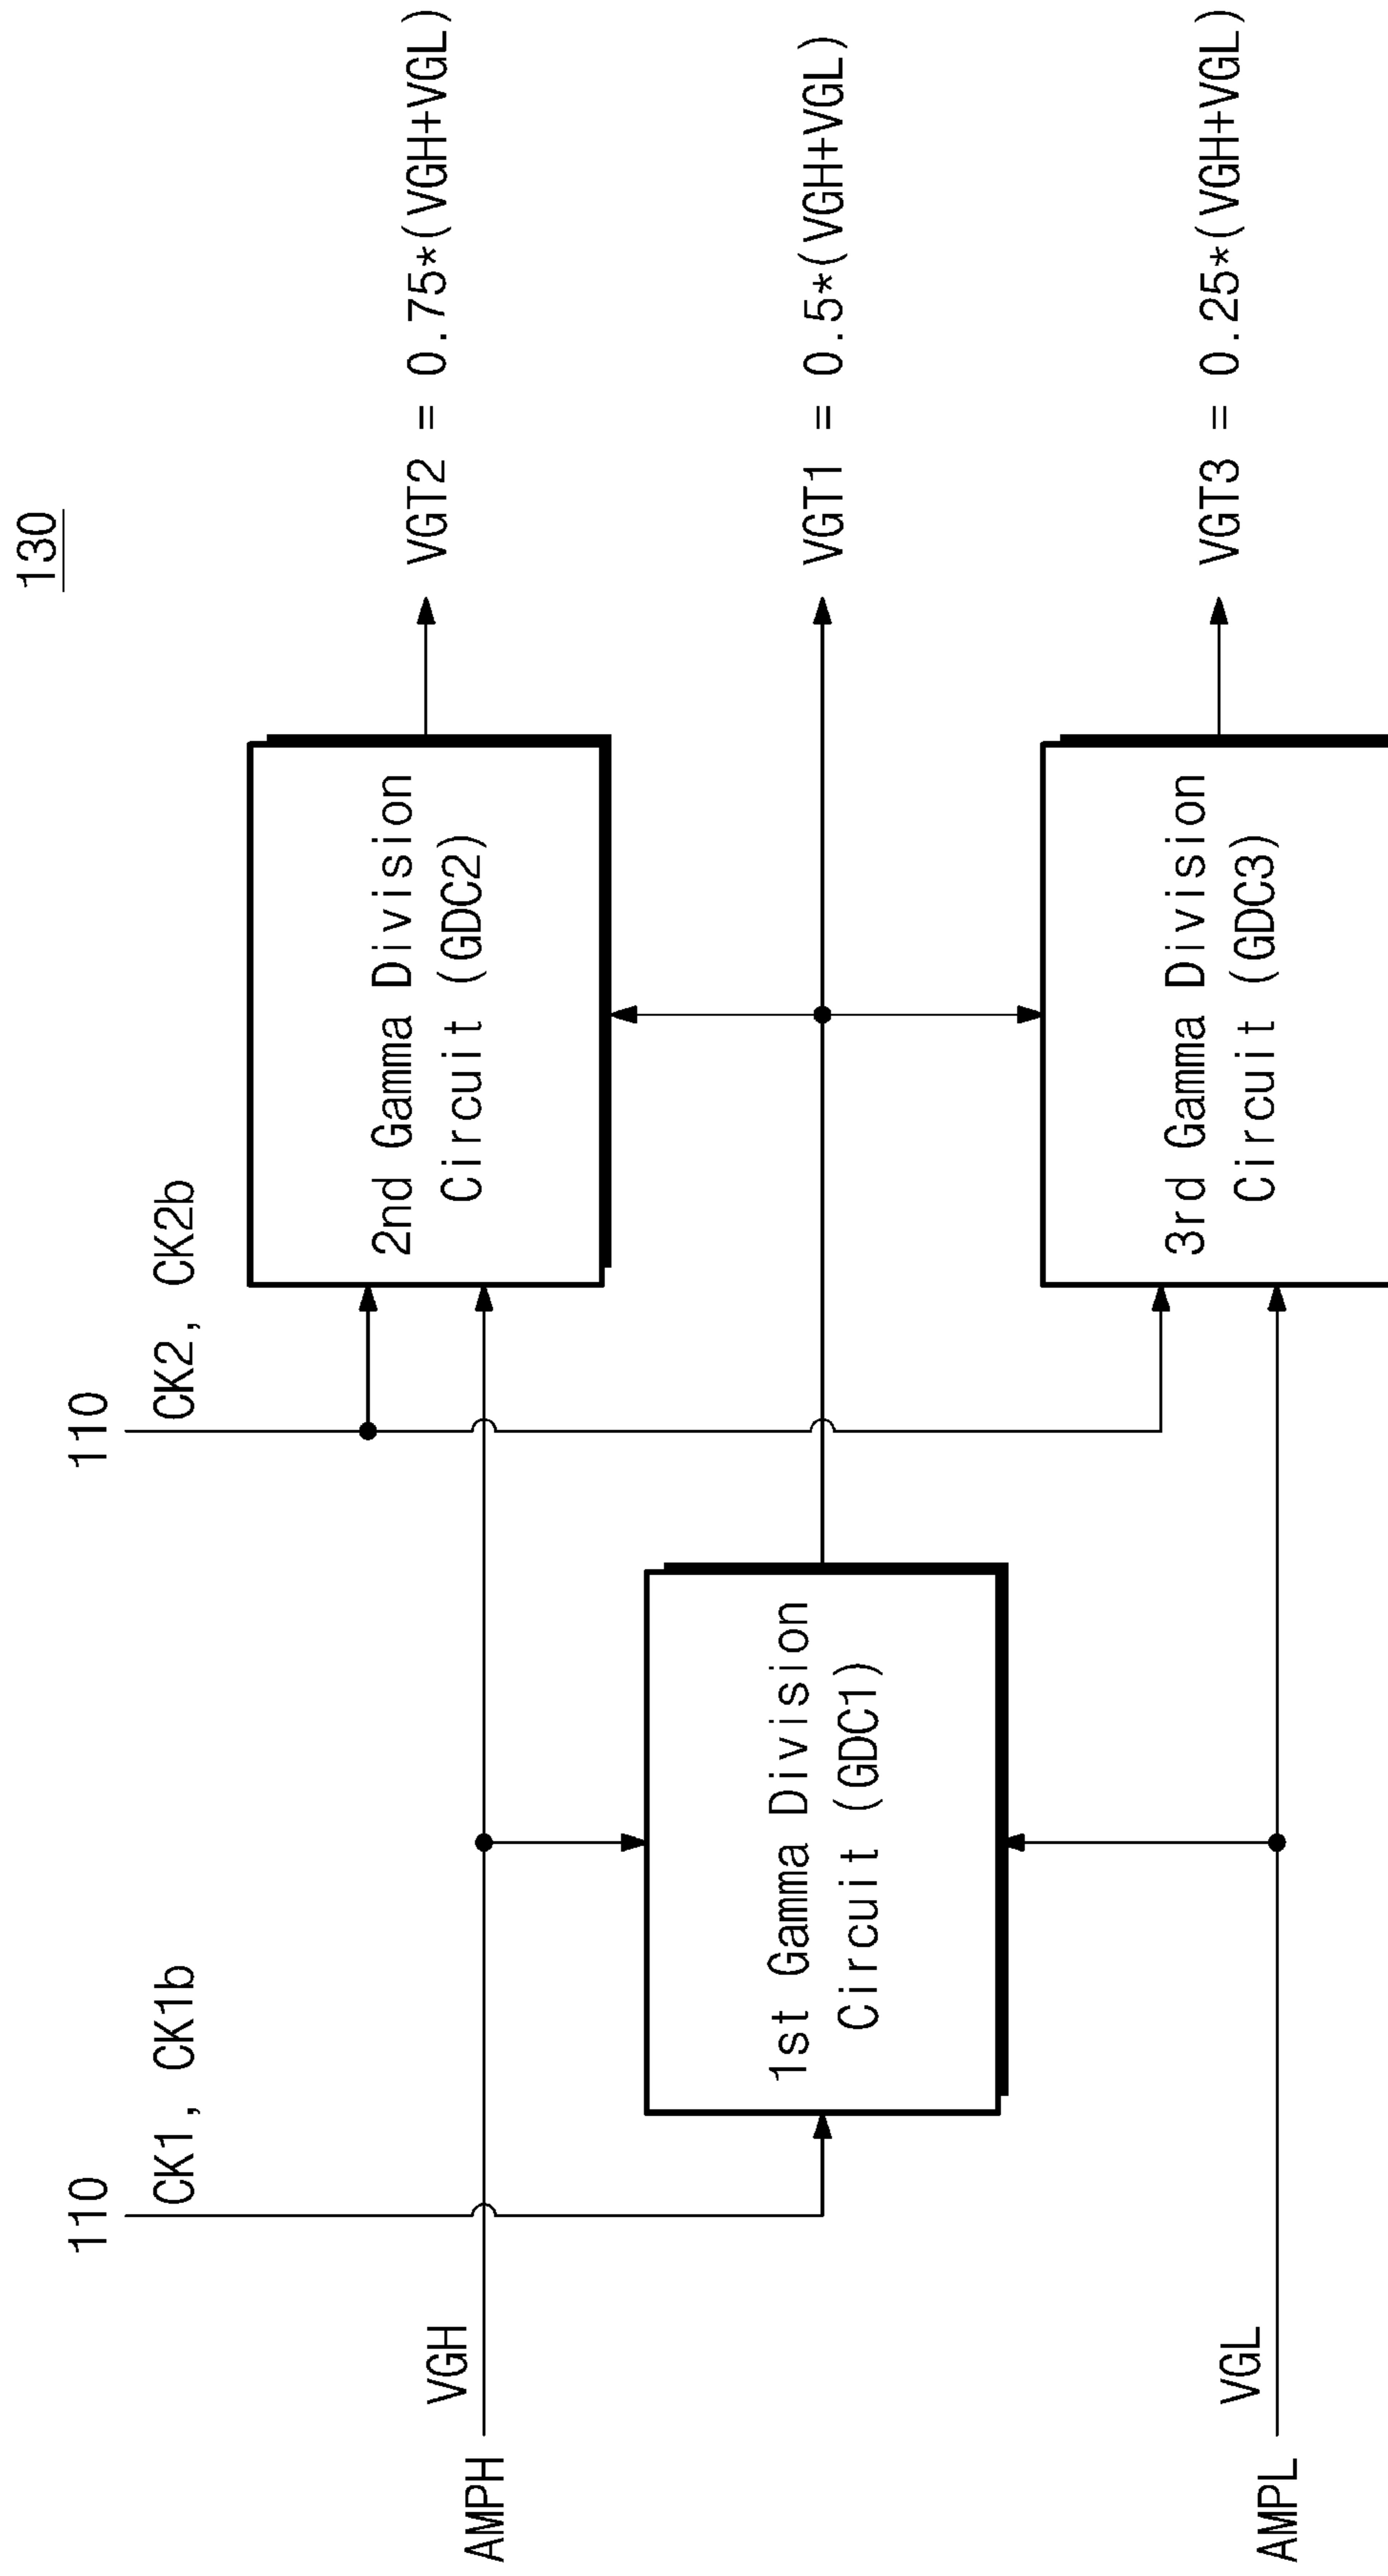 130
110
CK1, CK1b
110
CK2, CK2b
AMPH
VGH
2nd Gamma Division
Circuit (GDC2)
VGT2 = 0.75*(VGH+VGL)
1st Gamma Division
Circuit (GDC1)
VGT1 = 0.5*(VGH+VGL)
AMPL
VGL
3rd Gamma Division
Circuit (GDC3)
VGT3 = 0.25*(VGH+VGL)